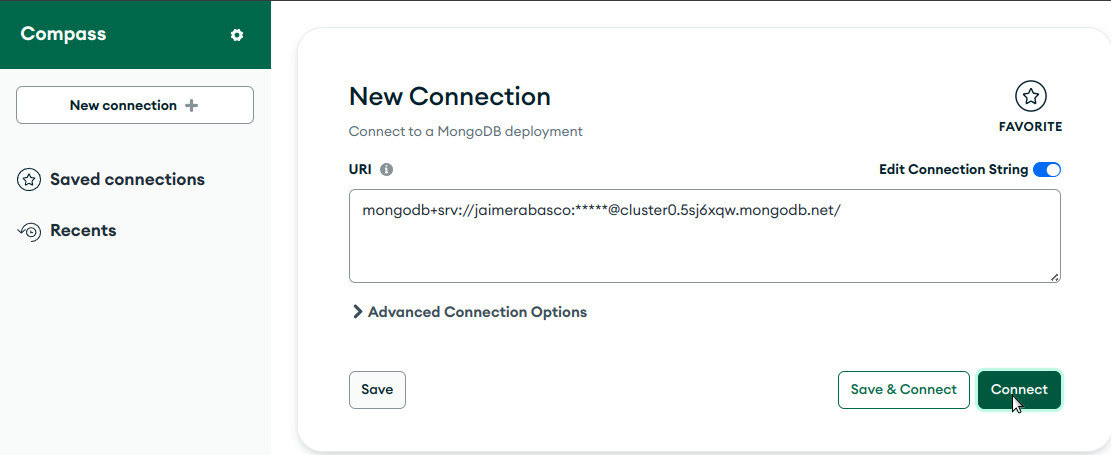 Compass
New connection
Saved connections
Recents
New Connection
Connect to a MongoDB deployment
FAVORITE
URI
Edit Connection String
mongodb+srv://jaimerabasco:*****@cluster0.5sj6xqw.mongodb.net/
Advanced Connection Options
Save
Save & Connect
Connect